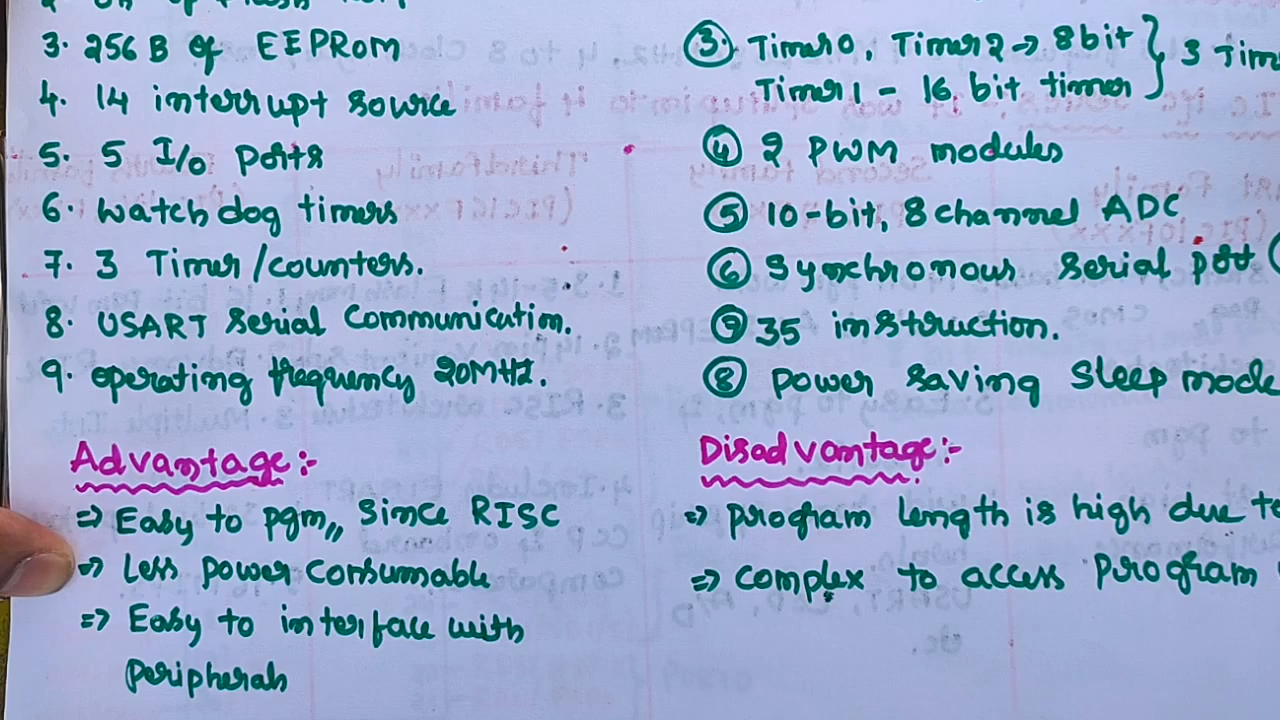 3. 256 B of EEPROM
4. 14 interrupt source
5. 5 I/o ports
6. Watch dog timers
7. 3 Timer/counters.
8. USART Serial Communication.
9. operating frequency 20MHZ.
Advantage:-
⇒ Easy to pgm,, Since RISC
⇒ Less power Consumable
⇒ Easy to interface with
peripherals
③. Timer0, Timer2 → 8bit } 3
Timer1 - 16 bit timer
④ 2 PWM modules
⑤ 10-bit, 8 channel ADC
⑥ Synchronous Serial port
⑦ 35 instruction.
⑧ power saving Sleep mode
Disadvantage:-
⇒ program length is high due to
⇒ Complex to access program